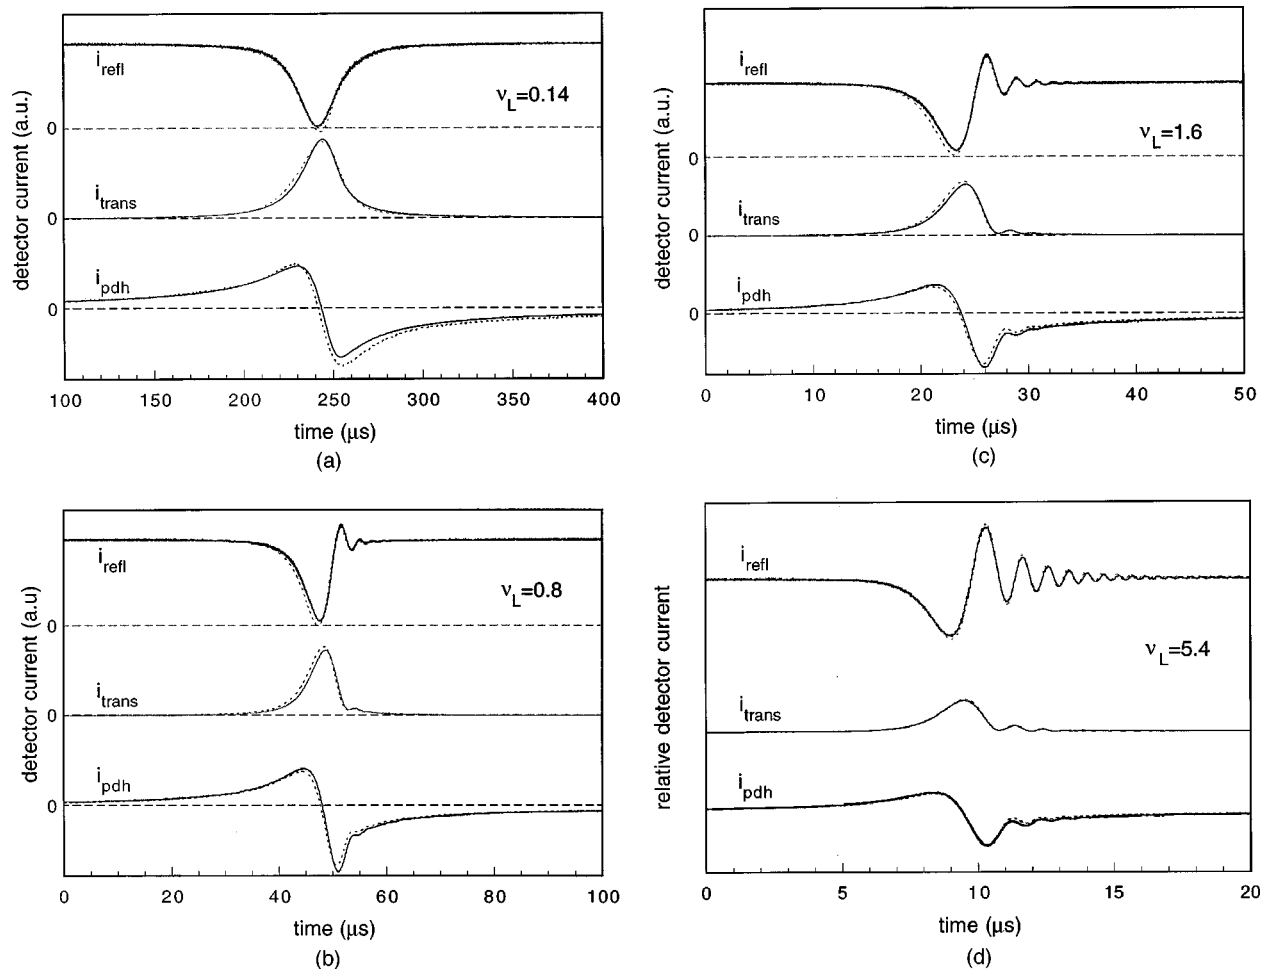 detector current (a.u.)
i_refl
ν_L=0.14
0
i_trans
0
i_pdh
0
100 150 200 250 300 350 400
time (μs)
(a)
detector current (a.u)
i_refl
ν_L=0.8
0
i_trans
0
i_pdh
0
0 20 40 60 80 100
time (μs)
(b)
detector current (a.u.)
i_refl
ν_L=1.6
0
i_trans
0
i_pdh
0
0 10 20 30 40 50
time (μs)
(c)
relative detector current
i_refl
ν_L=5.4
i_trans
i_pdh
0 5 10 15 20
time (μs)
(d)